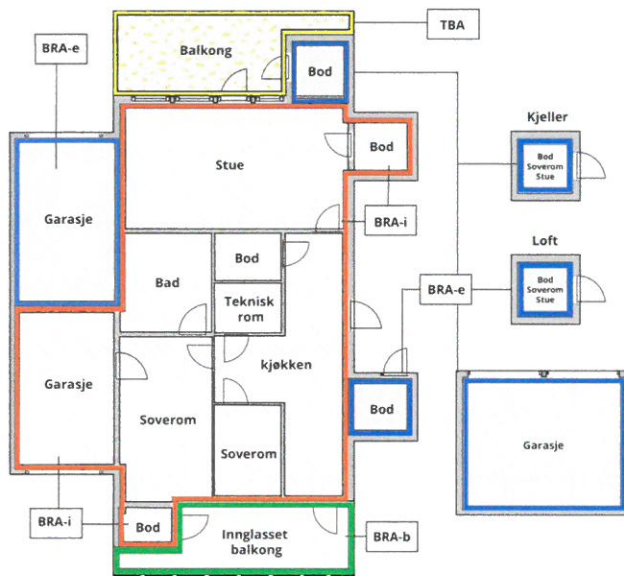 TBA
BRA-e
Balkong
Bod
Kjeller
Bod
Soverom
Stue
Stue
Bod
Garasje
BRA-i
Loft
Bod
Bad
Teknisk
rom
BRA-e
Bod
Soverom
Stue
Garasje
kjøkken
Soverom
Bod
Soverom
Garasje
BRA-i
Bod
Innglasset
balkong
BRA-b